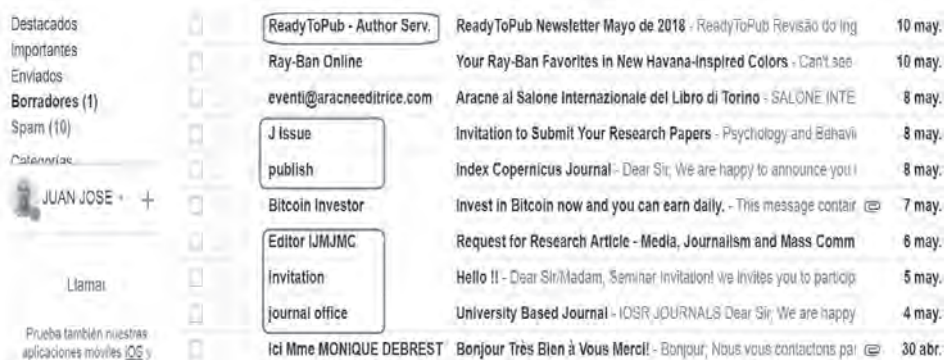 Destacados
Importantes
Enviados
Borradores (1)
Spam (10)
Categorías
JUAN JOSE
Llamar
Prueba también nuestras
aplicaciones móviles iOS y
ReadyToPub - Author Serv. ReadyToPub Newsletter Mayo de 2018 - ReadyToPub Revisão do Ing 10 may.
Ray-Ban Online Your Ray-Ban Favorites in New Havana-Inspired Colors - Can't see 10 may.
eventi@aracneeditrice.com Aracne al Salone Internazionale del Libro di Torino - SALONE INTE 8 may.
J Issue Invitation to Submit Your Research Papers - Psychology and Behavi 8 may.
publish Index Copernicus Journal - Dear Sir, We are happy to announce you 8 may.
Bitcoin Investor Invest in Bitcoin now and you can earn daily. - This message contair 7 may.
Editor IJMJMC Request for Research Article - Media, Journalism and Mass Comm 6 may.
invitation Hello !! - Dear Sir/Madam, Seminar Invitation! we invites you to particip 5 may.
journal office University Based Journal - IOSR JOURNALS Dear Sir, We are happy 4 may.
Ici Mme MONIQUE DEBREST Bonjour Très Bien à Vous Merci! - Bonjour, Nous vous contactons par 30 abr.